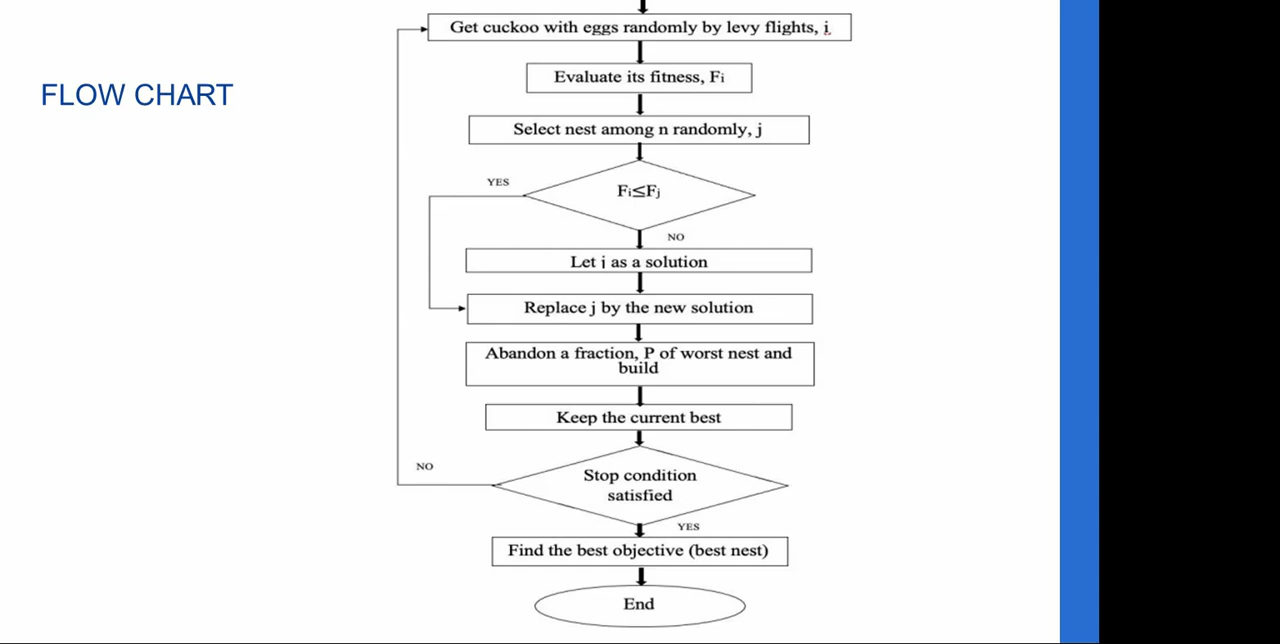 Get cuckoo with eggs randomly by levy flights, i
Evaluate its fitness, Fi
FLOW CHART
Select nest among n randomly, j
YES
Fi≤Fj
NO
Let j as a solution
Replace j by the new solution
Abandon a fraction, P of worst nest and
build
Keep the current best
NO
Stop condition
satisfied
YES
Find the best objective (best nest)
End